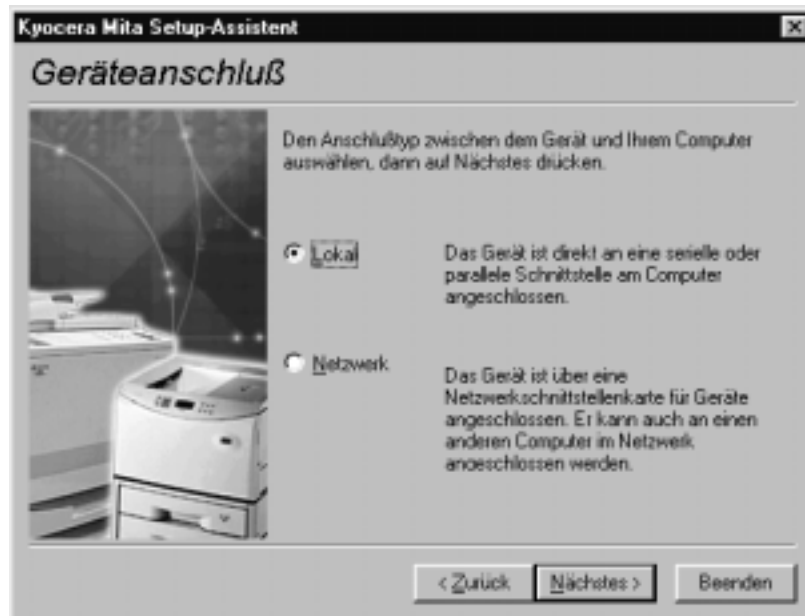 Kyocera Mita Setup-Assistent
Geräteanschluß
Den Anschlußtyp zwischen dem Gerät und Ihrem Computer
auswählen, dann auf Nächstes drücken.
Lokal
Das Gerät ist direkt an eine serielle oder
parallele Schnittstelle am Computer
angeschlossen.
Netzwerk
Das Gerät ist über eine
Netzwerkschnittstellenkarte für Geräte
angeschlossen. Er kann auch an einen
anderen Computer im Netzwerk
angeschlossen werden.
< Zurück
Nächstes >
Beenden